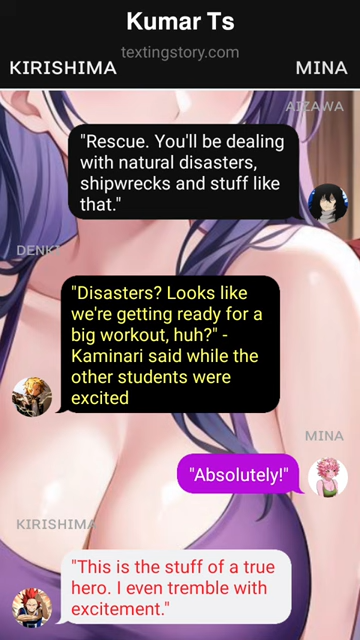 Kumar Ts
textingstory.com
KIRISHIMA
MINA
AIZAWA
"Rescue. You'll be dealing
with natural disasters,
shipwrecks and stuff like
that."
DENKI
"Disasters? Looks like
we're getting ready for a
big workout, huh?" -
Kaminari said while the
other students were
excited
MINA
"Absolutely!"
KIRISHIMA
"This is the stuff of a true
hero. I even tremble with
excitement."